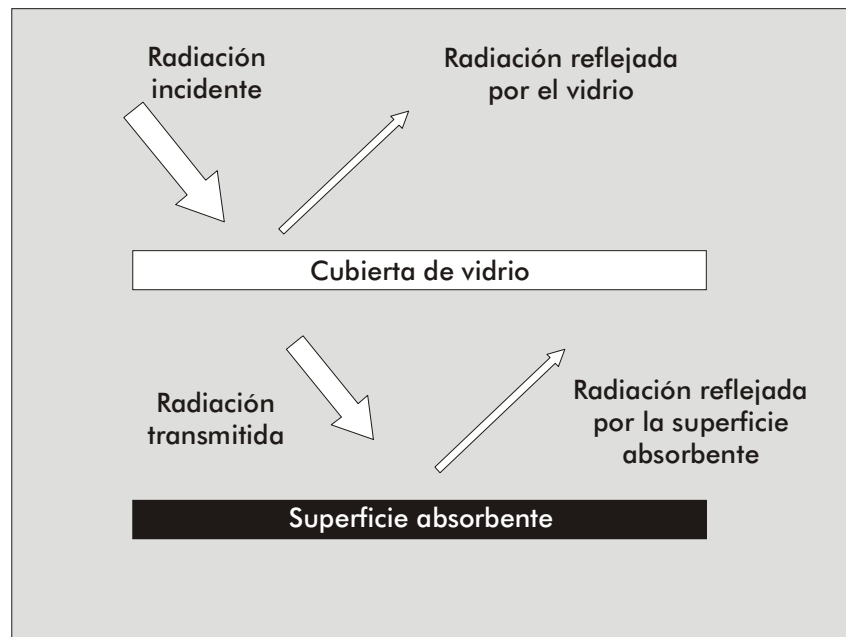 Radiación
incidente
Radiación reflejada
por el vidrio
Cubierta de vidrio
Radiación
transmitida
Radiación reflejada
por la superficie
absorbente
Superficie absorbente